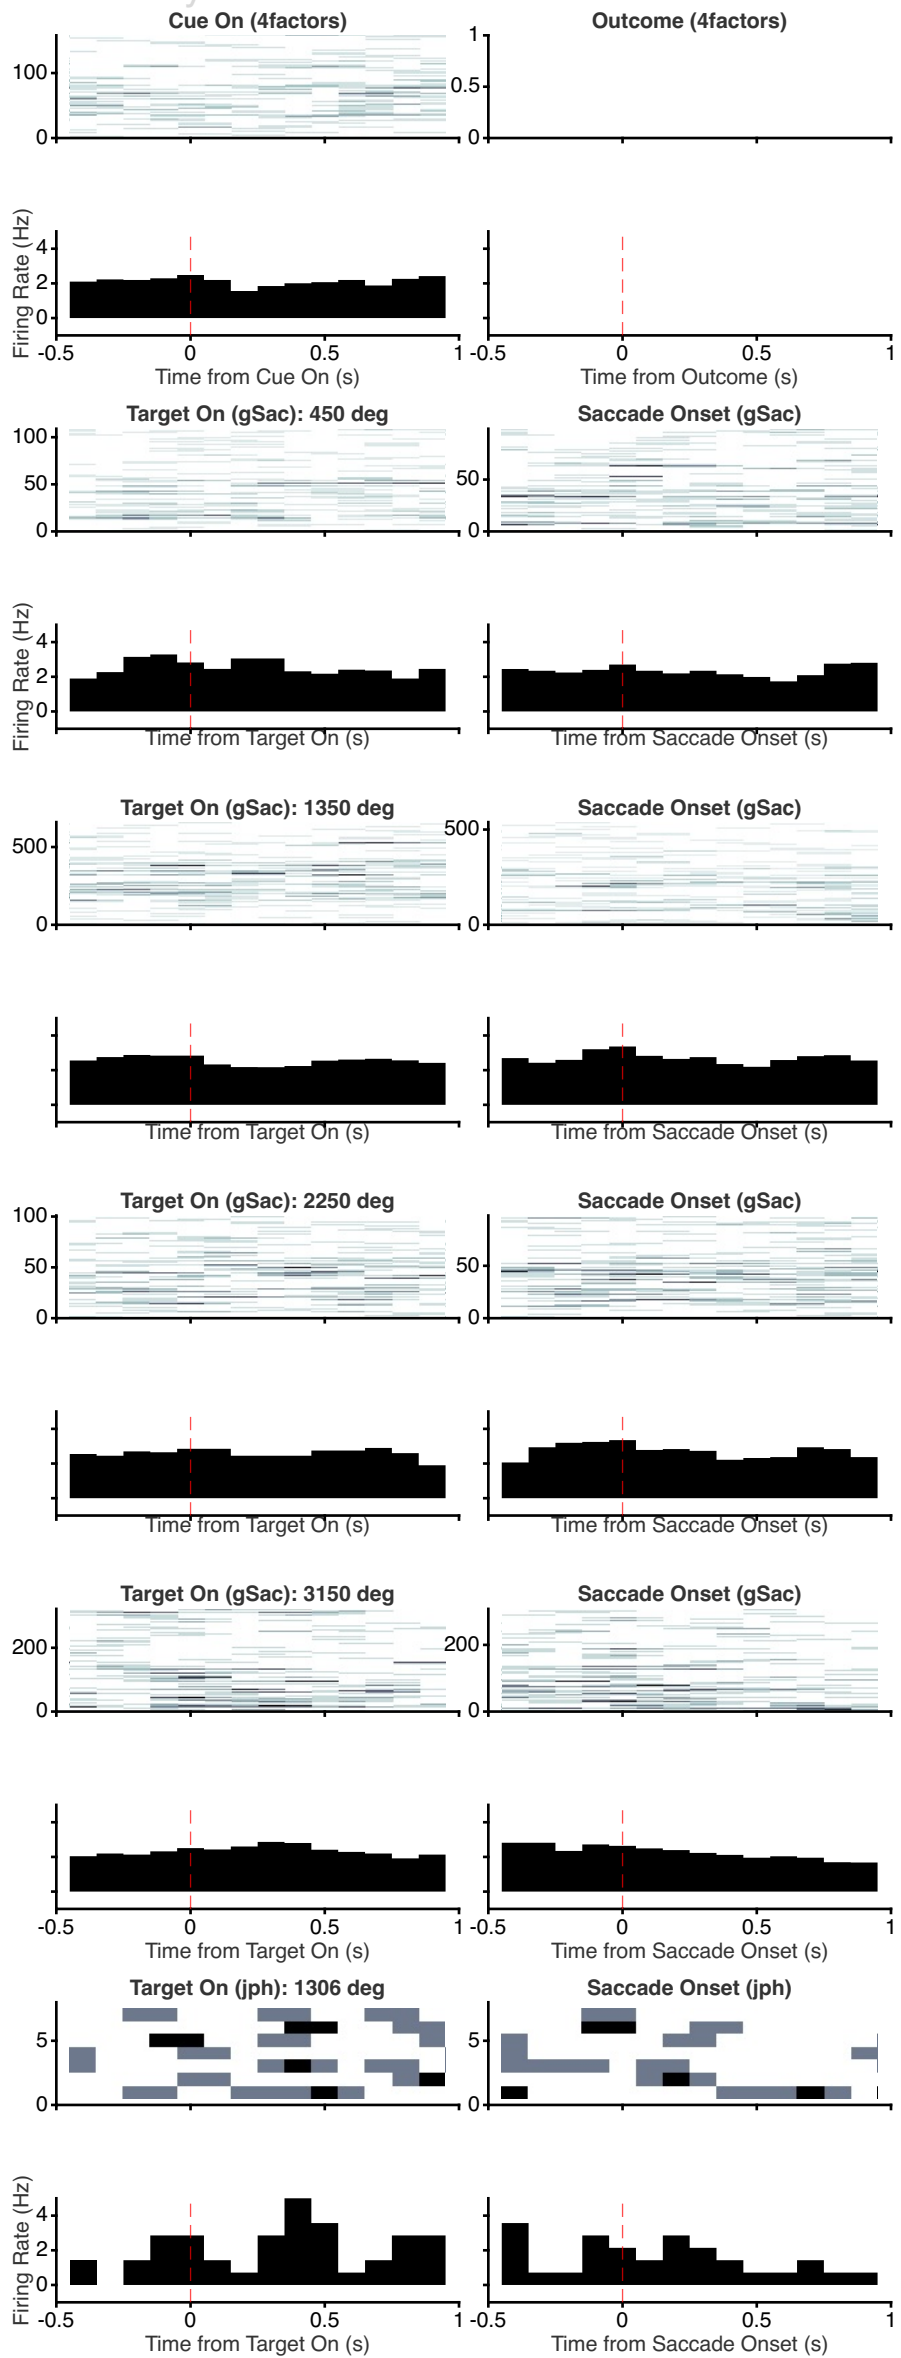 Cue On (4factors)
Outcome (4factors)
100
0
1
0.5
0
Firing Rate (Hz)
4
2
0
-0.5 0 0.5 1
Time from Cue On (s)
-0.5 0 0.5 1
Time from Outcome (s)
Target On (gSac): 450 deg
Saccade Onset (gSac)
100
50
0
50
0
Firing Rate (Hz)
4
2
0
Time from Target On (s)
Time from Saccade Onset (s)
Target On (gSac): 1350 deg
Saccade Onset (gSac)
500
0
500
0
Time from Target On (s)
Time from Saccade Onset (s)
Target On (gSac): 2250 deg
Saccade Onset (gSac)
100
50
0
50
0
Time from Target On (s)
Time from Saccade Onset (s)
Target On (gSac): 3150 deg
Saccade Onset (gSac)
200
0
200
0
-0.5 0 0.5 1
Time from Target On (s)
-0.5 0 0.5 1
Time from Saccade Onset (s)
Target On (jph): 1306 deg
Saccade Onset (jph)
5
0
5
0
Firing Rate (Hz)
4
2
0
-0.5 0 0.5 1
Time from Target On (s)
-0.5 0 0.5 1
Time from Saccade Onset (s)